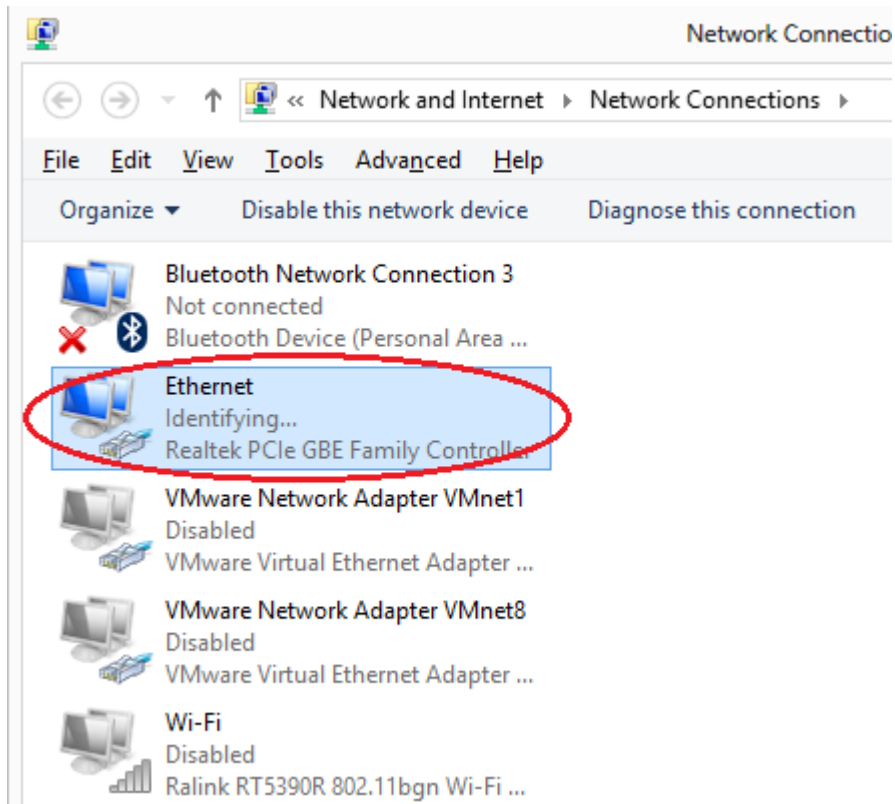 Network Connectio
« Network and Internet ▸ Network Connections ▸
File Edit View Tools Advanced Help
Organize ▾ Disable this network device Diagnose this connection
Bluetooth Network Connection 3
Not connected
Bluetooth Device (Personal Area ...
Ethernet
Identifying...
Realtek PCIe GBE Family Controller
VMware Network Adapter VMnet1
Disabled
VMware Virtual Ethernet Adapter ...
VMware Network Adapter VMnet8
Disabled
VMware Virtual Ethernet Adapter ...
Wi-Fi
Disabled
Ralink RT5390R 802.11bgn Wi-Fi ...